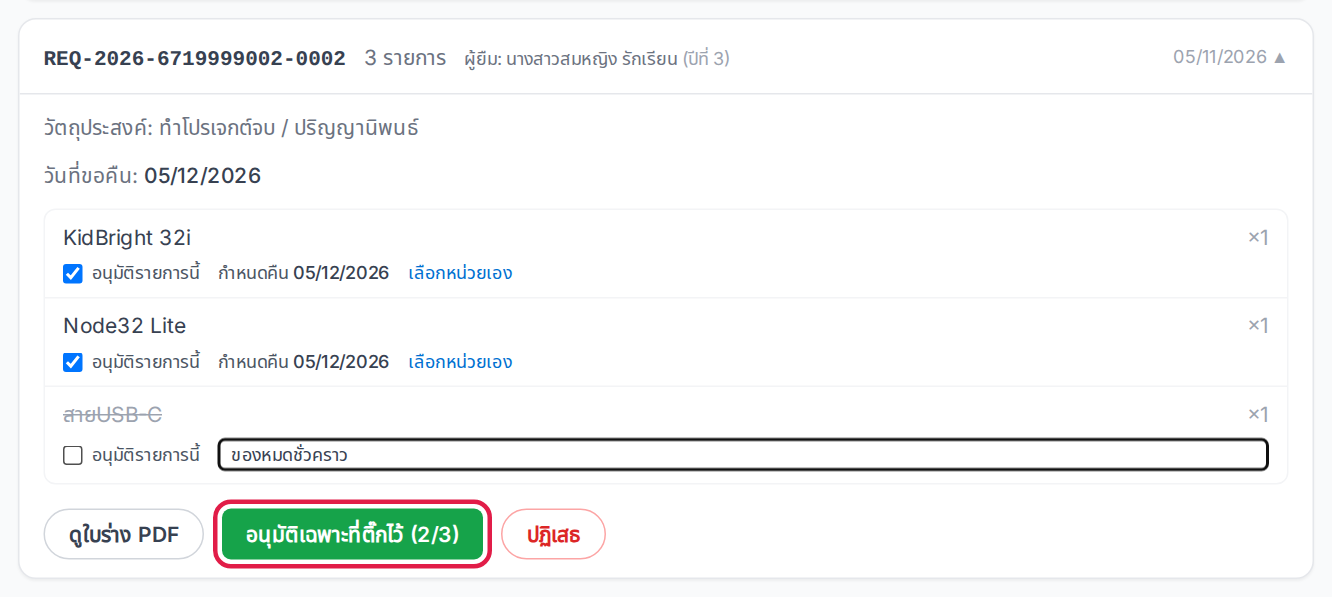 REQ-2026-6719999002-0002 3 รายการ ผู้ยืม: นางสาวสมหญิง รักเรียน (ปีที่ 3) 05/11/2026 ▲
วัตถุประสงค์: ทำโปรเจกต์จบ / ปริญญานิพนธ์
วันที่ขอคืน: 05/12/2026
KidBright 32i ×1
อนุมัติรายการนี้ กำหนดคืน 05/12/2026 เลือกหน่วยเอง
Node32 Lite ×1
อนุมัติรายการนี้ กำหนดคืน 05/12/2026 เลือกหน่วยเอง
สายUSB-C ×1
อนุมัติรายการนี้ ของหมดชั่วคราว
ดูใบร่าง PDF อนุมัติเฉพาะที่ติ๊กไว้ (2/3) ปฏิเสธ